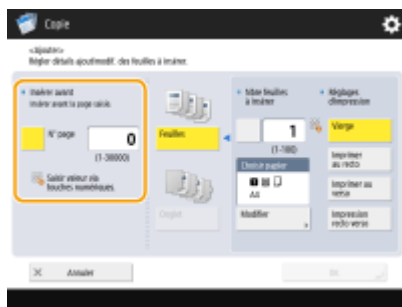 Copie
<Ajouter>
Régler détails ajout/modif. des feuilles à insérer.
Insérer avant
Insérer avant la page saisie.
N° page
0
(1-30000)
Saisir valeur via
touches numériques.
Feuilles
Onglet
Nbre feuilles
à insérer
1
(1-100)
Choisir papier
1
A4
Modifier
Réglages
d'impression
Vierge
Imprimer
au recto
Imprimer au
verso
Impression
recto verso
Annuler
OK